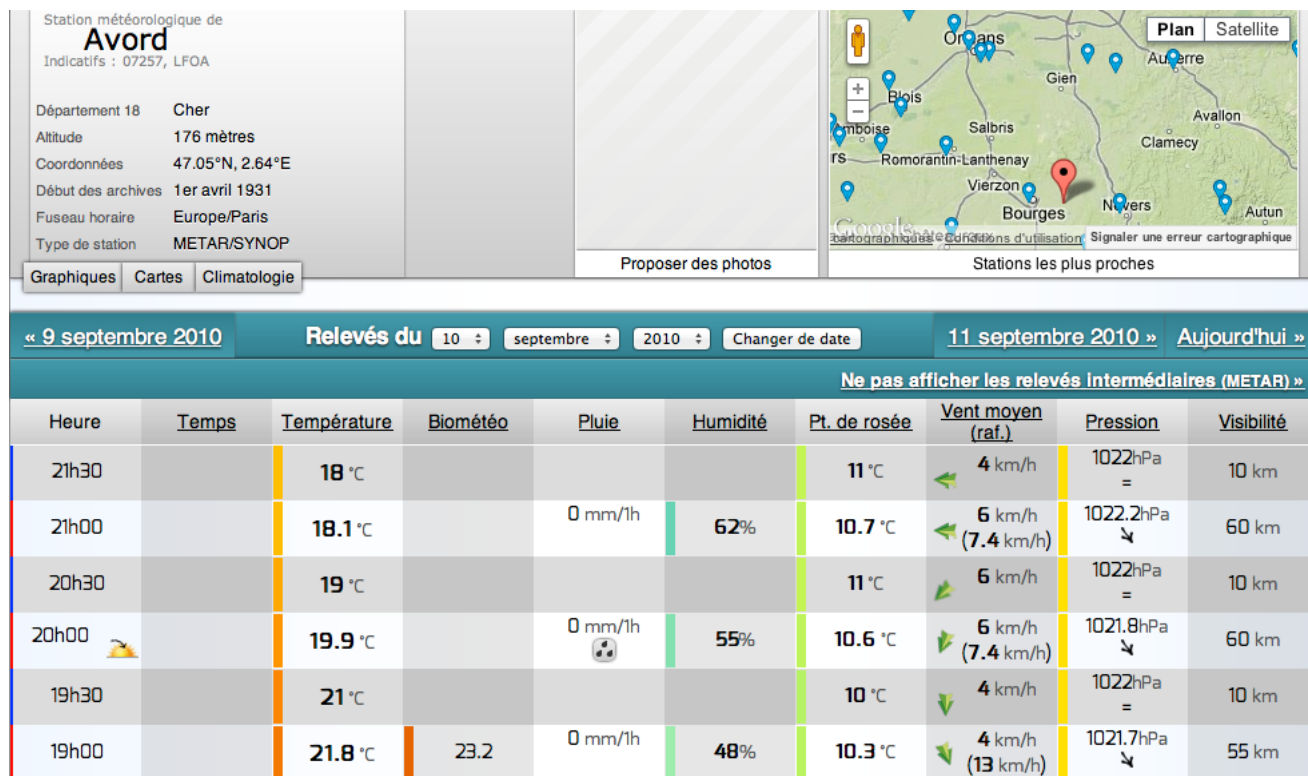 Station météorologique de
Avord
Indicatifs : 07257, LFOA
Département 18 Cher
Altitude 176 mètres
Coordonnées 47.05°N, 2.64°E
Début des archives 1er avril 1931
Fuseau horaire Europe/Paris
Type de station METAR/SYNOP
Graphiques Cartes Climatologie
Proposer des photos
Plan Satellite
Gien
Blois
Avallon
Salbris
Clamecy
Romorantin-Lanthenay
Vierzon
Bourges
Nevers
Autun
Google
cartographiques - Conditions d'utilisation Signaler une erreur cartographique
Stations les plus proches
« 9 septembre 2010 Relevés du 10 septembre 2010 Changer de date 11 septembre 2010 » Aujourd'hui »
Ne pas afficher les relevés intermédiaires (METAR) »
Heure Temps Température Biométéo Pluie Humidité Pt. de rosée Vent moyen (raf.) Pression Visibilité
21h30 18 °C 11 °C 4 km/h 1022hPa = 10 km
21h00 18.1 °C 0 mm/1h 62% 10.7 °C 6 km/h (7.4 km/h) 1022.2hPa 60 km
20h30 19 °C 11 °C 6 km/h 1022hPa = 10 km
20h00 19.9 °C 0 mm/1h 55% 10.6 °C 6 km/h (7.4 km/h) 1021.8hPa 60 km
19h30 21 °C 10 °C 4 km/h 1022hPa = 10 km
19h00 21.8 °C 23.2 0 mm/1h 48% 10.3 °C 4 km/h (13 km/h) 1021.7hPa 55 km